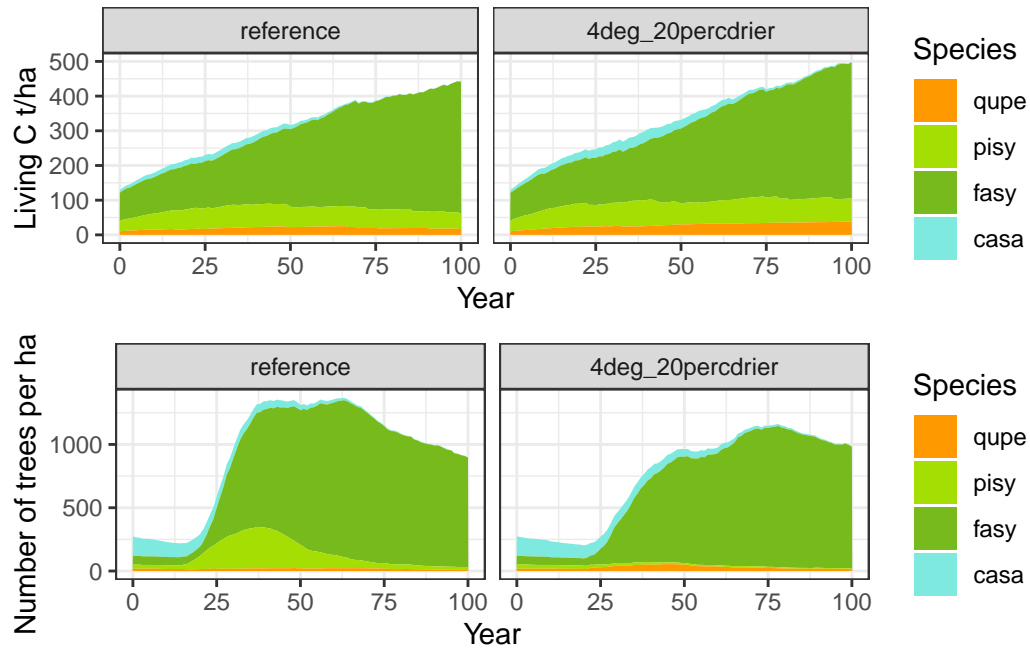 reference
4deg_20percdrier
Living C t/ha
500
400
300
200
100
0
0 25 50 75 100
0 25 50 75 100
Year
Species
qupe
pisy
fasy
casa
reference
4deg_20percdrier
Number of trees per ha
1000
500
0
0 25 50 75 100
0 25 50 75 100
Year
Species
qupe
pisy
fasy
casa